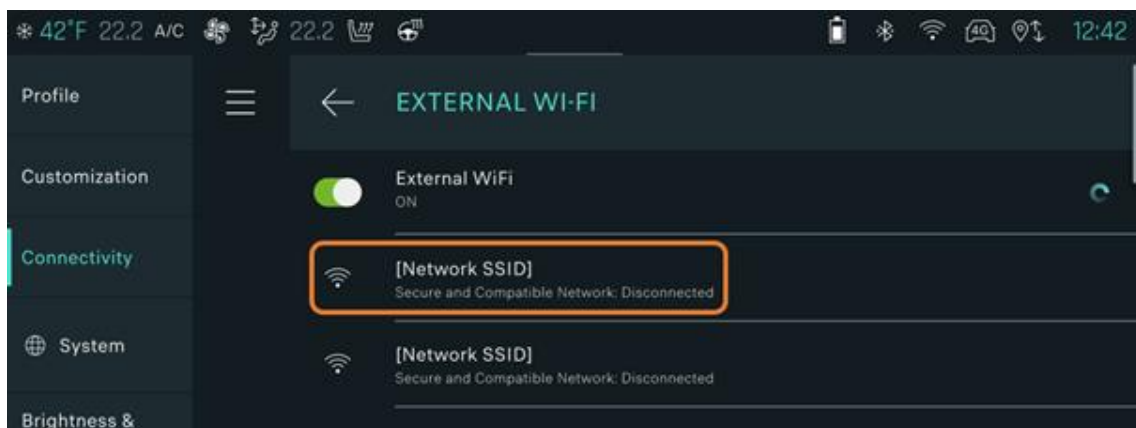 42°F 22.2 A/C 22.2 4G 12:42
Profile
EXTERNAL WI-FI
Customization
External WiFi
ON
Connectivity
[Network SSID]
Secure and Compatible Network: Disconnected
System
[Network SSID]
Secure and Compatible Network: Disconnected
Brightness &